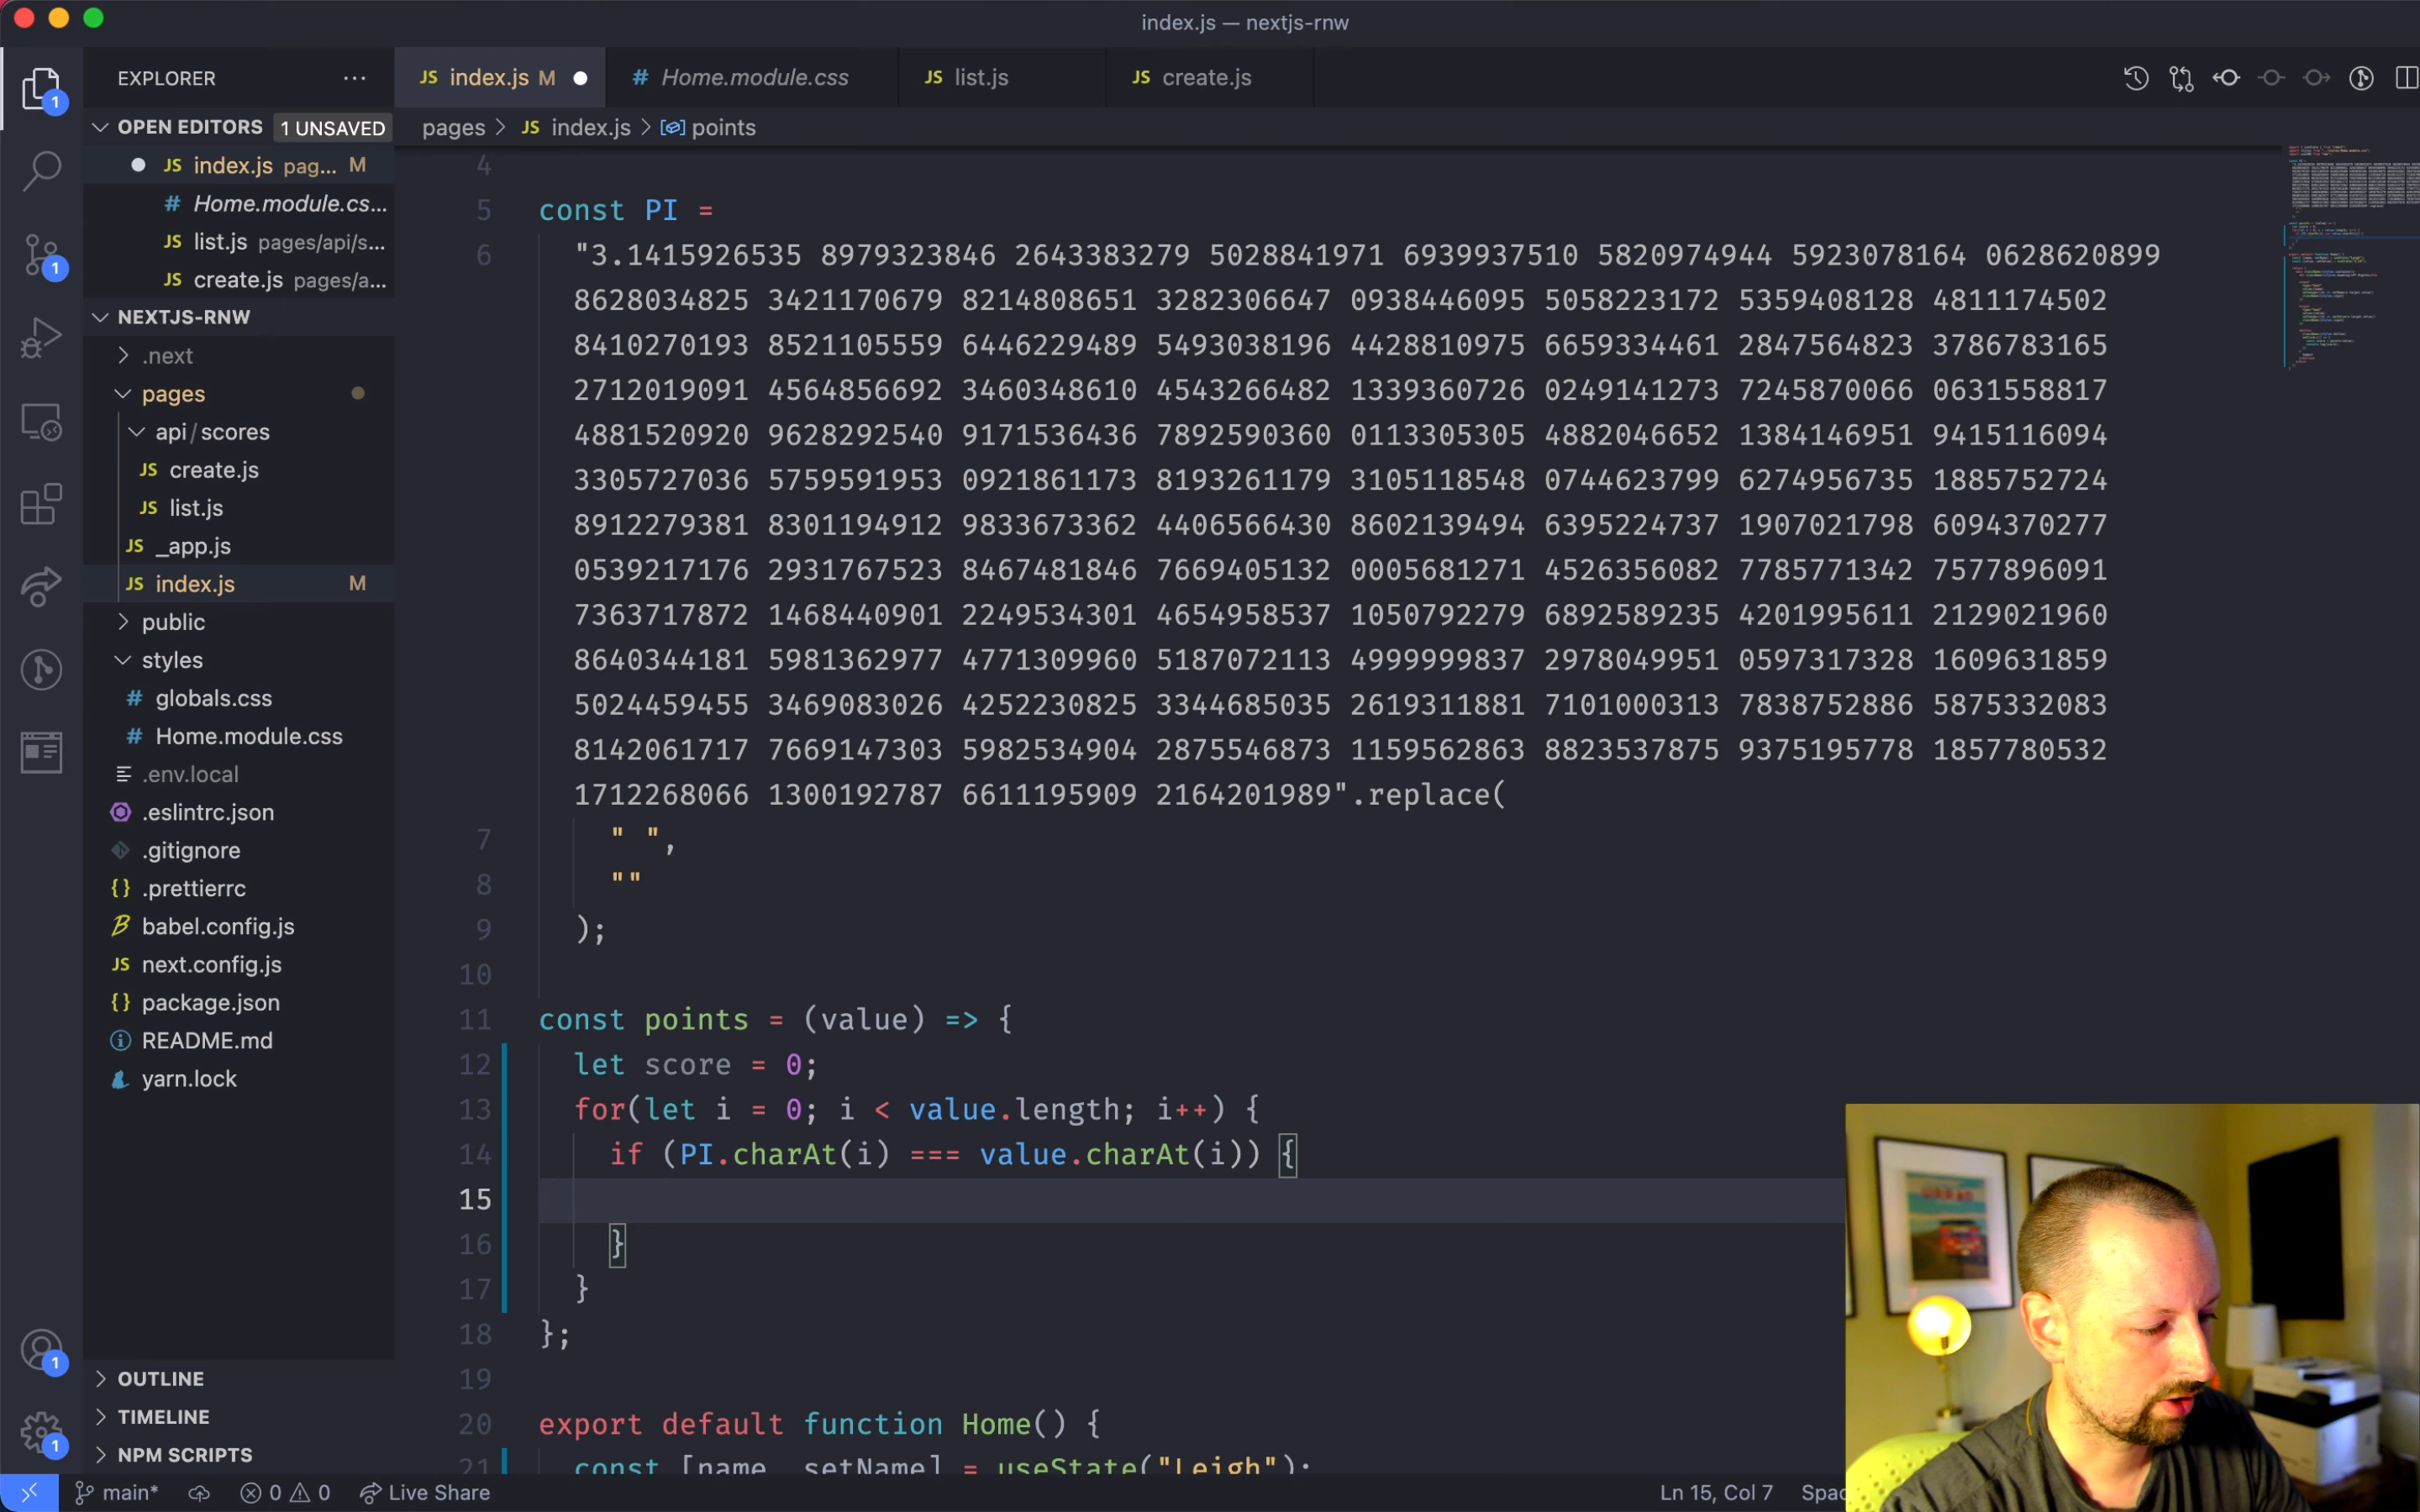 index.js — nextjs-rnw
EXPLORER
JS index.js M
# Home.module.css
JS list.js
JS create.js
OPEN EDITORS 1 UNSAVED
JS index.js pag... M
# Home.module.cs...
JS list.js pages/api/s...
JS create.js pages/a...
NEXTJS-RNW
.next
pages
api / scores
JS create.js
JS list.js
JS _app.js
JS index.js M
public
styles
# globals.css
# Home.module.css
.env.local
.eslintrc.json
.gitignore
{} .prettierrc
babel.config.js
JS next.config.js
{} package.json
README.md
yarn.lock
OUTLINE
TIMELINE
NPM SCRIPTS
pages > JS index.js > points
4
5 const PI =
6 "3.1415926535 8979323846 2643383279 5028841971 6939937510 5820974944 5923078164 0628620899
8628034825 3421170679 8214808651 3282306647 0938446095 5058223172 5359408128 4811174502
8410270193 8521105559 6446229489 5493038196 4428810975 6659334461 2847564823 3786783165
2712019091 4564856692 3460348610 4543266482 1339360726 0249141273 7245870066 0631558817
4881520920 9628292540 9171536436 7892590360 0113305305 4882046652 1384146951 9415116094
3305727036 5759591953 0921861173 8193261179 3105118548 0744623799 6274956735 1885752724
8912279381 8301194912 9833673362 4406566430 8602139494 6395224737 1907021798 6094370277
0539217176 2931767523 8467481846 7669405132 0005681271 4526356082 7785771342 7577896091
7363717872 1468440901 2249534301 4654958537 1050792279 6892589235 4201995611 2129021960
8640344181 5981362977 4771309960 5187072113 4999999837 2978049951 0597317328 1609631859
5024459455 3469083026 4252230825 3344685035 2619311881 7101000313 7838752886 5875332083
8142061717 7669147303 5982534904 2875546873 1159562863 8823537875 9375195778 1857780532
1712268066 1300192787 6611195909 2164201989".replace(
7 " ",
8 ""
9 );
10
11 const points = (value) => {
12 let score = 0;
13 for(let i = 0; i < value.length; i++) {
14 if (PI.charAt(i) === value.charAt(i)) {
15
16 }
17 }
18 };
19
20 export default function Home() {
21 const [name, setName] = useState("Leigh");
main* 0 0 Live Share
Ln 15, Col 7 Spac
1
1
1
1